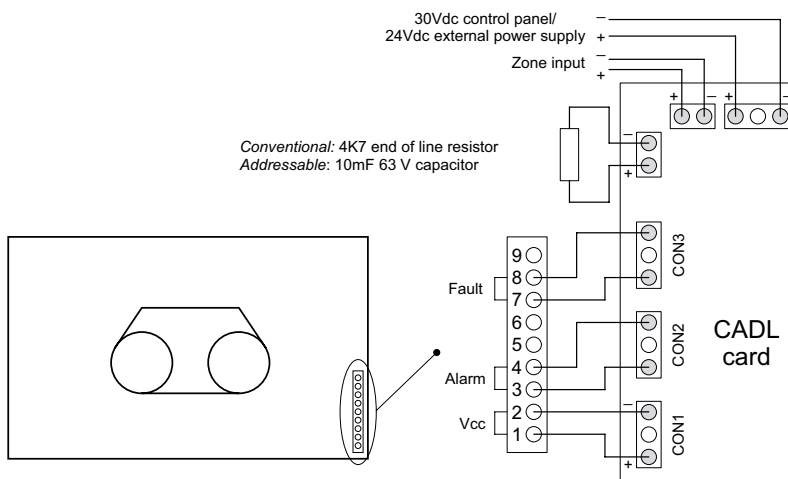 30Vdc control panel/ –
24Vdc external power supply +
Zone input –
+
+ – + –
Conventional: 4K7 end of line resistor
Addressable: 10mF 63 V capacitor
–
+
9
8
7
6
5
4
3
2
1
Fault
Alarm
Vcc
CON3
CON2
–
CON1
+
CADL
card